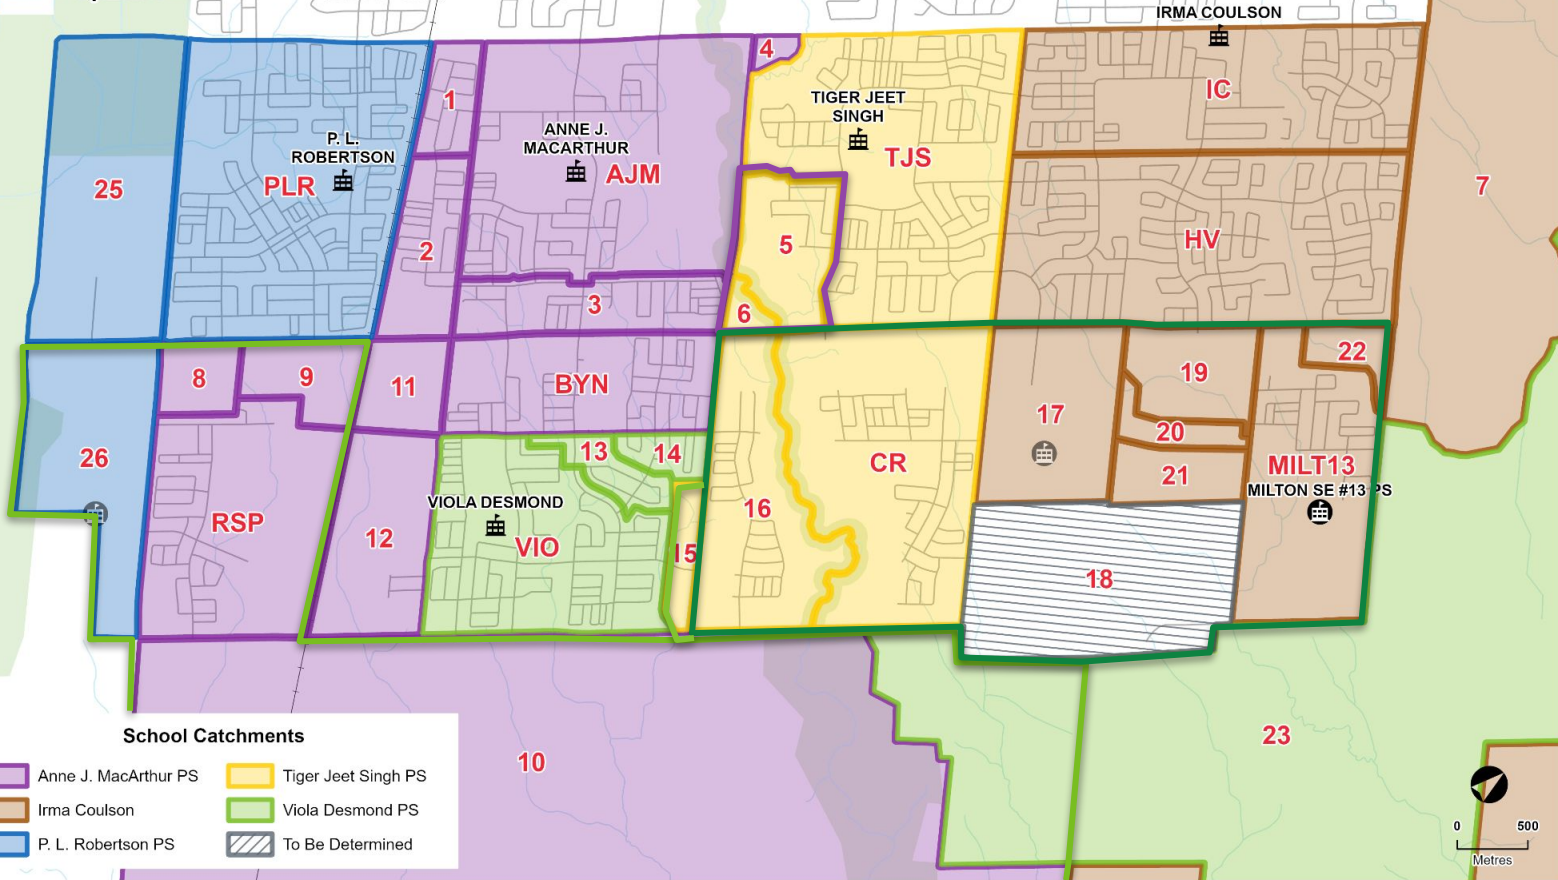 IRMA COULSON
4
1
IC
TIGER JEET
SINGH
P. L.
ROBERTSON
ANNE J.
MACARTHUR
TJS
25
PLR
AJM
7
2
5
HV
3
6
8
9
11
BYN
19
22
17
20
26
13
14
CR
21
MILT13
MILTON SE #13 PS
VIOLA DESMOND
16
RSP
12
VIO
15
18
10
23
School Catchments
Anne J. MacArthur PS
Tiger Jeet Singh PS
Irma Coulson
Viola Desmond PS
P. L. Robertson PS
To Be Determined
0 500
Metres